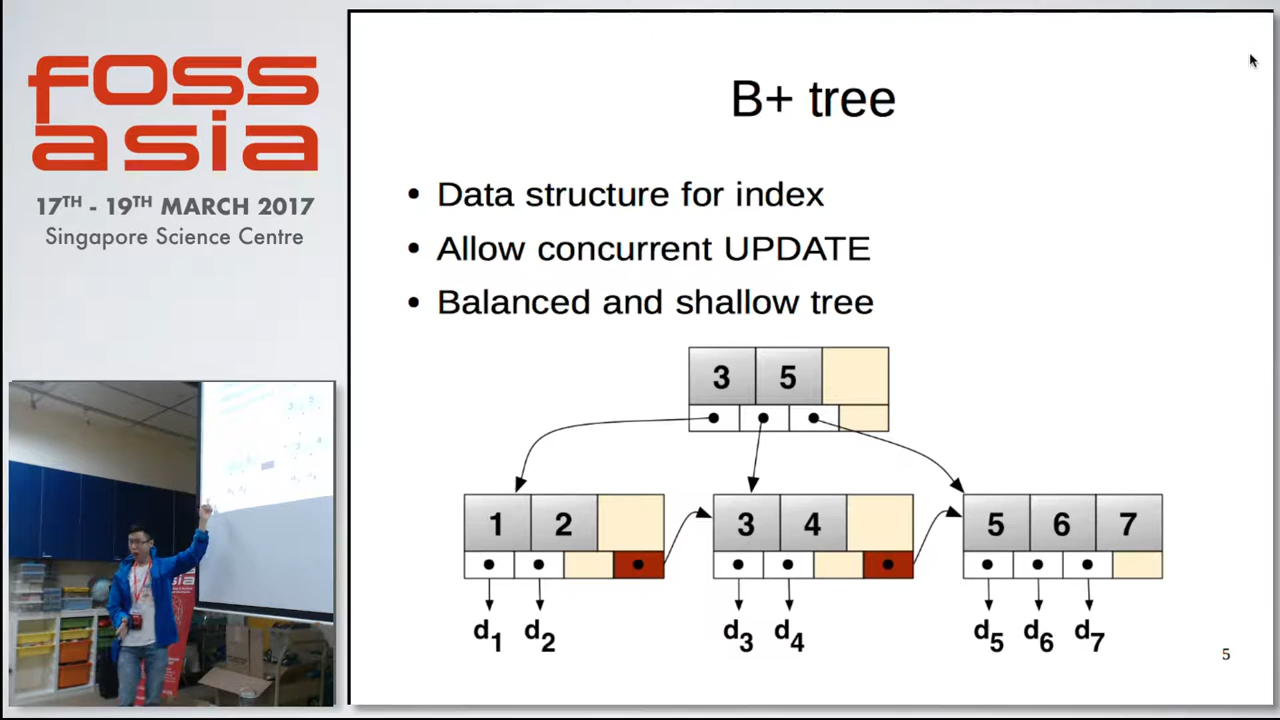 foss
asia
17TH - 19TH MARCH 2017
Singapore Science Centre
B+ tree
• Data structure for index
• Allow concurrent UPDATE
• Balanced and shallow tree
3 5
1 2 3 4 5 6 7
d1 d2 d3 d4 d5 d6 d7
5